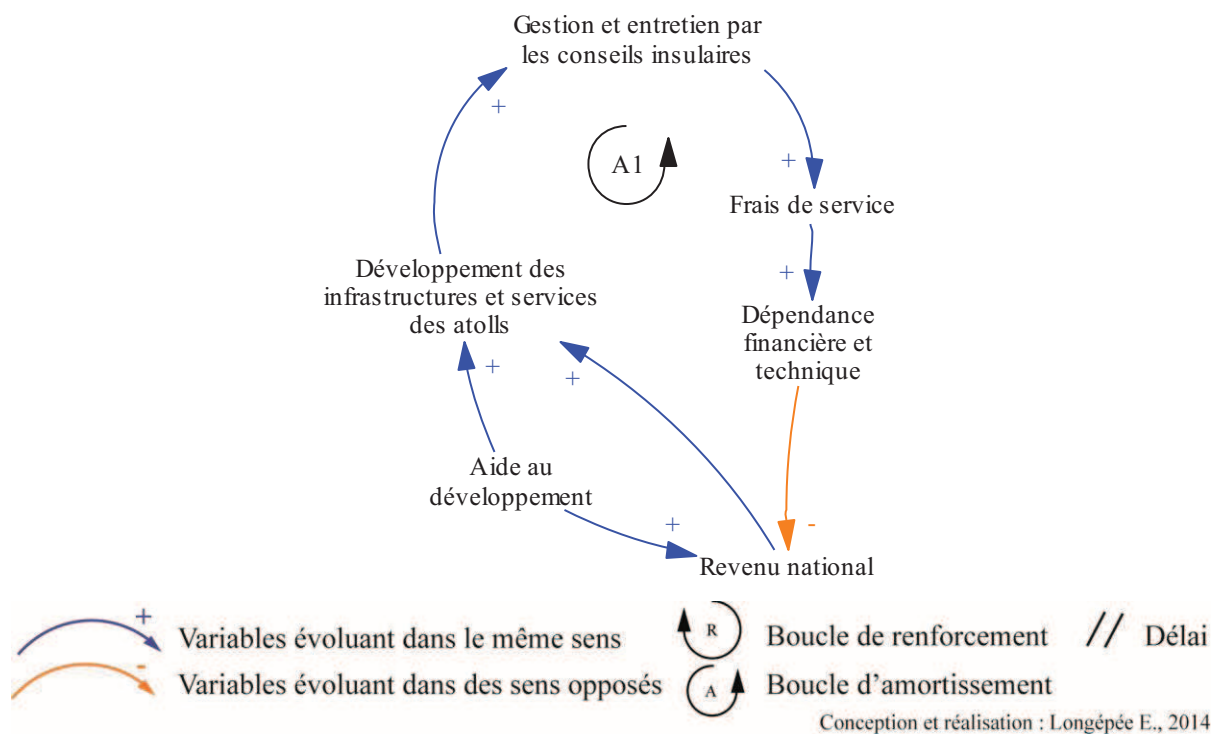 Gestion et entretien par
les conseils insulaires
+
A1
+
Frais de service
+
Développement des
infrastructures et services
des atolls
Dépendance
financière et
technique
+
+
Aide au
développement
+
-
Revenu national
+
Variables évoluant dans le même sens
R
Boucle de renforcement
// Délai
-
Variables évoluant dans des sens opposés
A
Boucle d'amortissement
Conception et réalisation : Longépée E., 2014